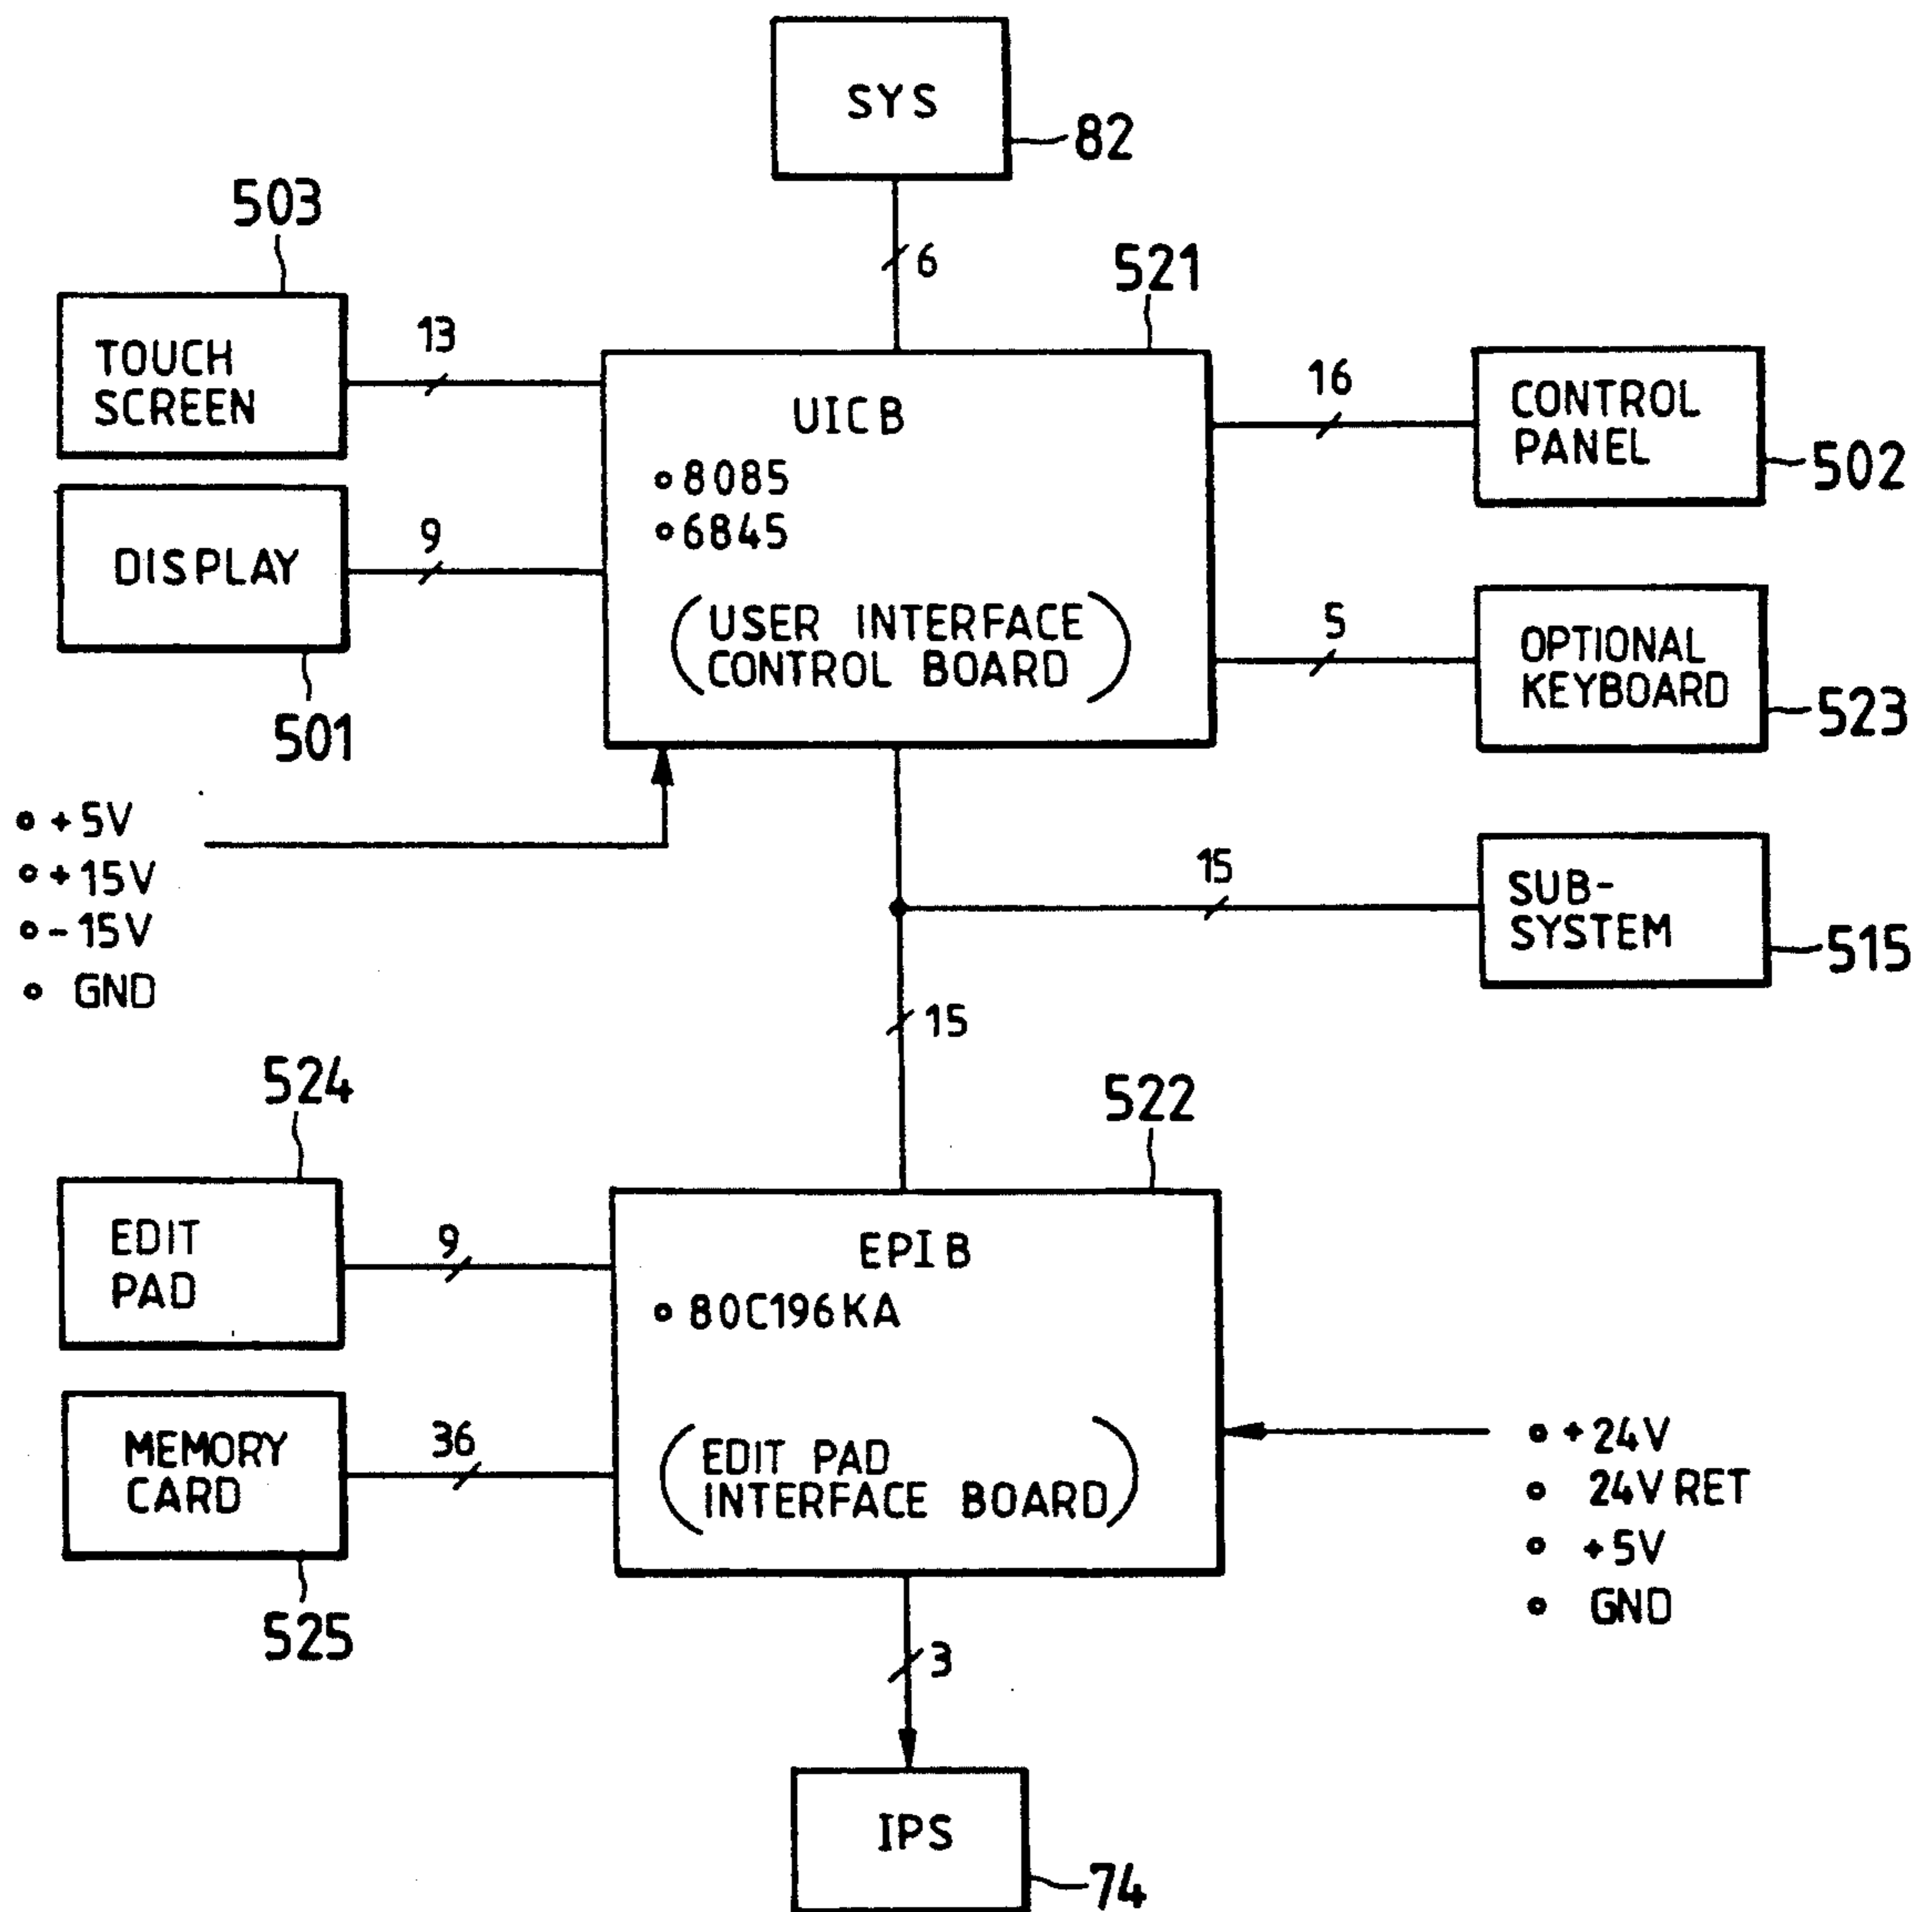 SYS
82
503
6
521
TOUCH
SCREEN
13
UICB
8085
6845
(USER INTERFACE
CONTROL BOARD)
16
CONTROL
PANEL
502
DISPLAY
9
501
5
OPTIONAL
KEYBOARD
523
+5V
+15V
-15V
GND
15
SUB-
SYSTEM
515
15
524
522
EDIT
PAD
9
EPIB
80C196KA
(EDIT PAD
INTERFACE BOARD)
MEMORY
CARD
36
525
+24V
24V RET
+5V
GND
3
IPS
74